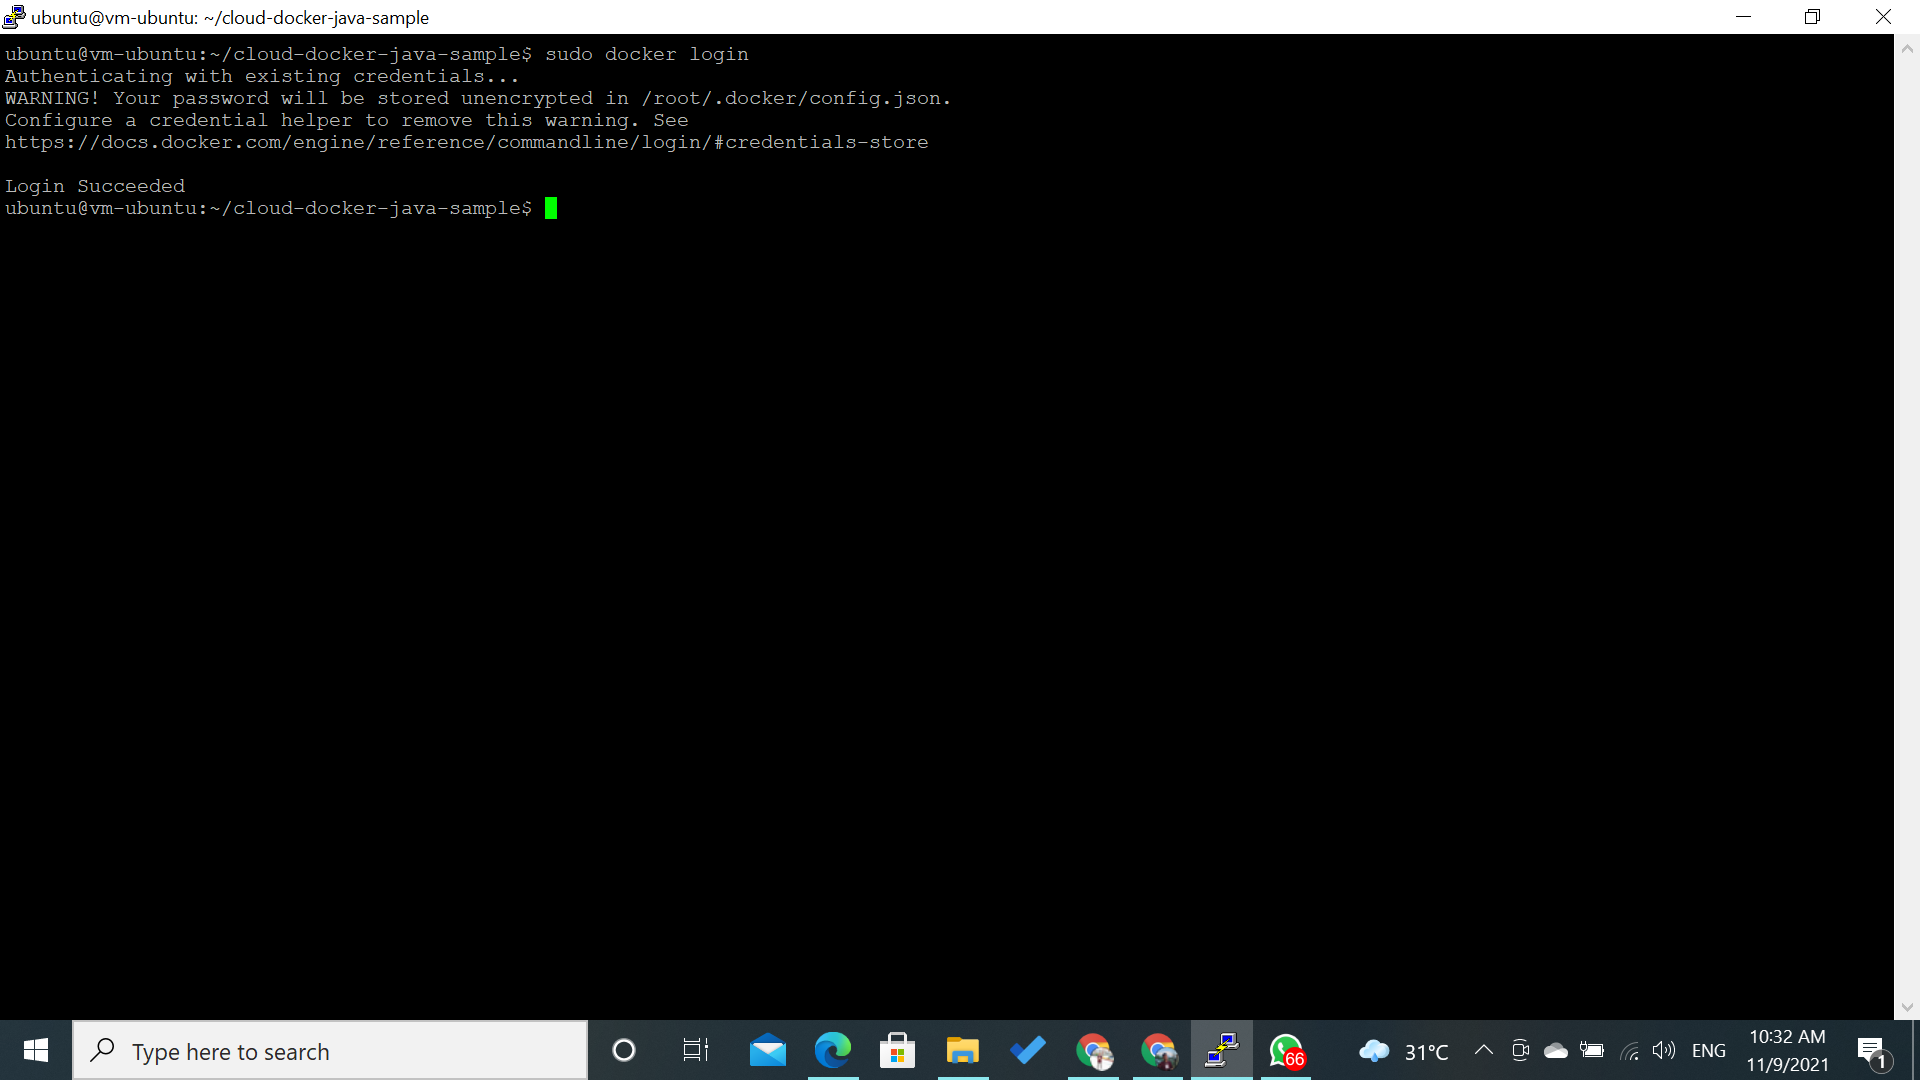 ubuntu@vm-ubuntu: ~/cloud-docker-java-sample
ubuntu@vm-ubuntu:~/cloud-docker-java-sample$ sudo docker login
Authenticating with existing credentials...
WARNING! Your password will be stored unencrypted in /root/.docker/config.json.
Configure a credential helper to remove this warning. See
https://docs.docker.com/engine/reference/commandline/login/#credentials-store
Login Succeeded
ubuntu@vm-ubuntu:~/cloud-docker-java-sample$
Type here to search
66
31°C
ENG
10:32 AM
11/9/2021
1